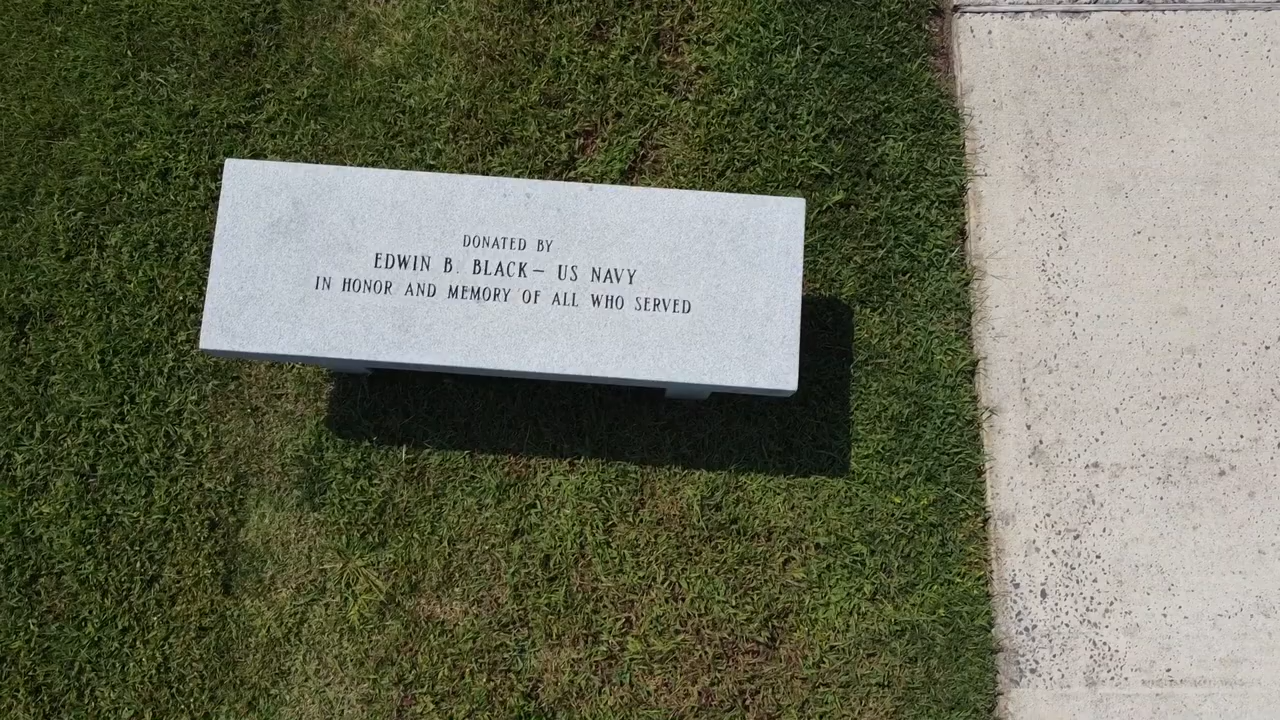 DONATED BY
EDWIN B. BLACK— US NAVY
IN HONOR AND MEMORY OF ALL WHO SERVED